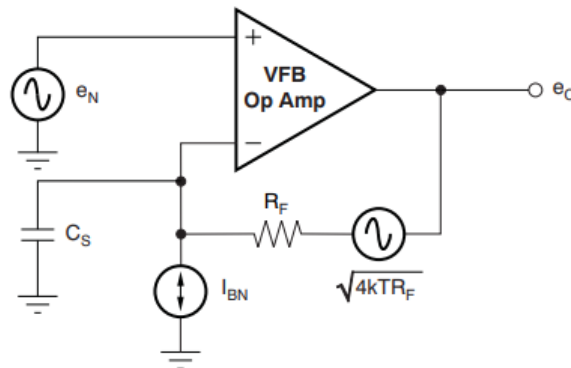 +
VFB
Op Amp
−
e_N
e_O
R_F
C_S
I_BN
√4kTR_F